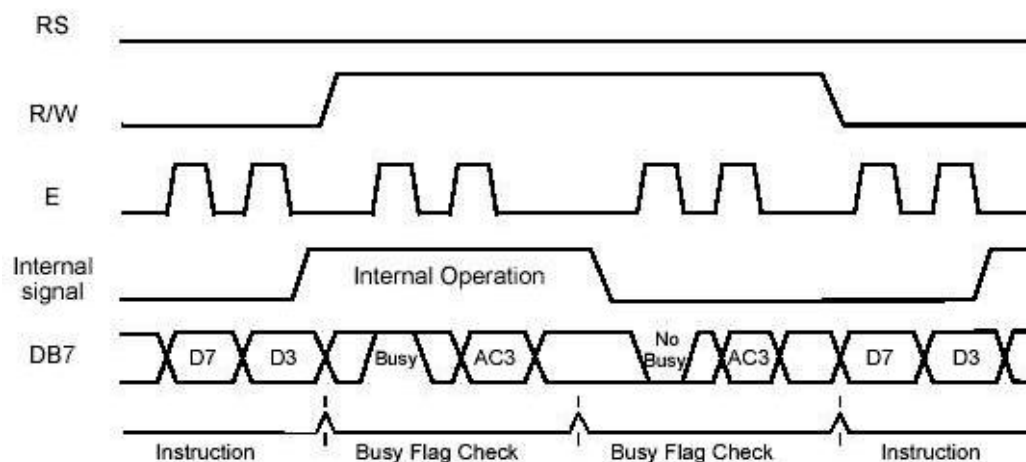 RS
R/W
E
Internal
signal
Internal Operation
DB7
D7
D3
Busy
AC3
No
Busy
AC3
D7
D3
Instruction
Busy Flag Check
Busy Flag Check
Instruction